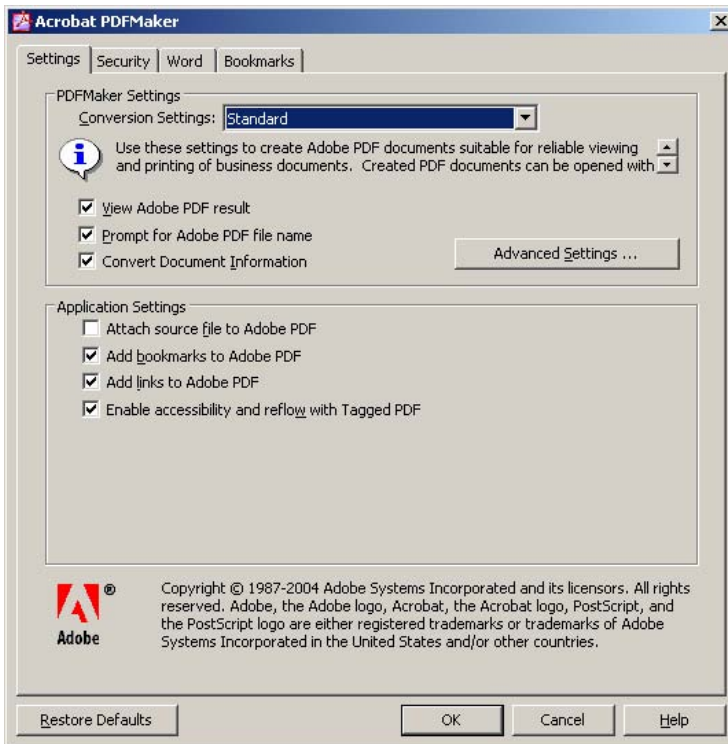 Acrobat PDFMaker
Settings Security Word Bookmarks
PDFMaker Settings
Conversion Settings: Standard
Use these settings to create Adobe PDF documents suitable for reliable viewing
and printing of business documents. Created PDF documents can be opened with
View Adobe PDF result
Prompt for Adobe PDF file name
Convert Document Information
Advanced Settings ...
Application Settings
Attach source file to Adobe PDF
Add bookmarks to Adobe PDF
Add links to Adobe PDF
Enable accessibility and reflow with Tagged PDF
Adobe
®
Copyright © 1987-2004 Adobe Systems Incorporated and its licensors. All rights
reserved. Adobe, the Adobe logo, Acrobat, the Acrobat logo, PostScript, and
the PostScript logo are either registered trademarks or trademarks of Adobe
Systems Incorporated in the United States and/or other countries.
Restore Defaults OK Cancel Help